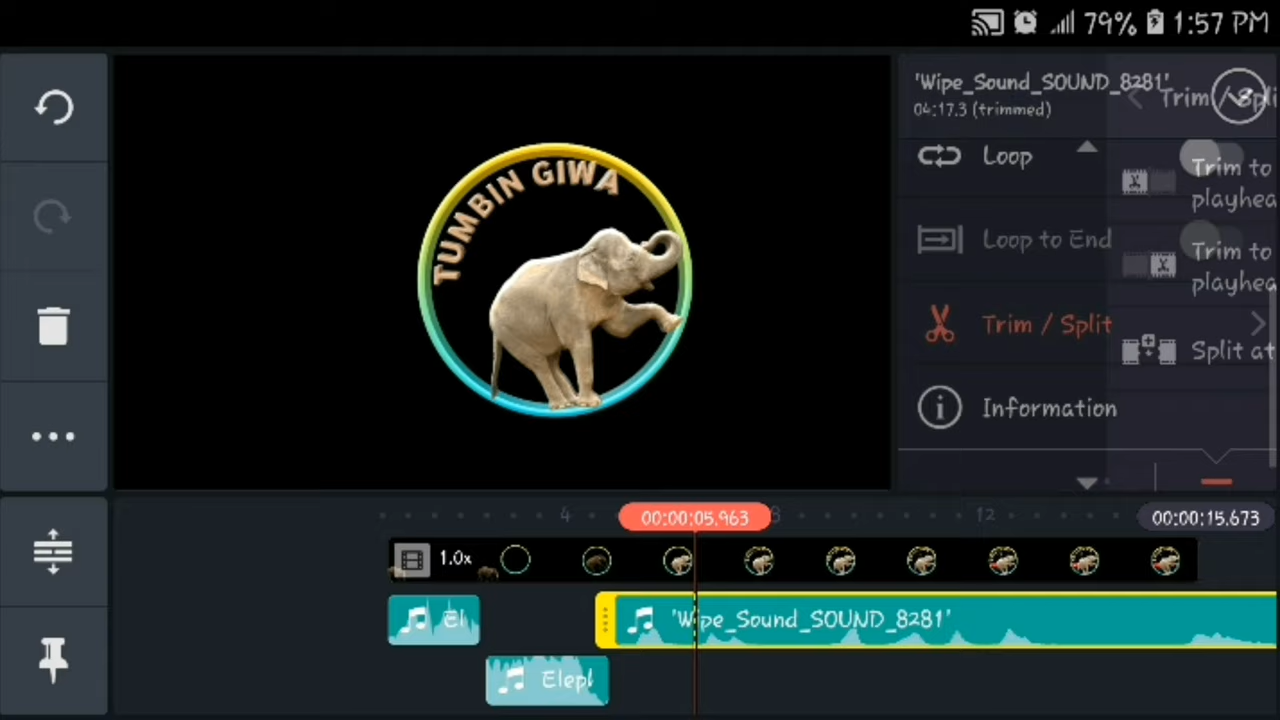 79% 1:57 PM
TUMBIN GIWA
'Wipe_Sound_SOUND_8281'
04:17.3 (trimmed)
Loop
Loop to End
Trim / Split
Information
Trim / Spli
Trim to
playhea
Trim to
playhea
Split at
4
00:00:05.963
8
12
00:00:15.673
1.0x
El
'Wipe_Sound_SOUND_8281'
Elepl